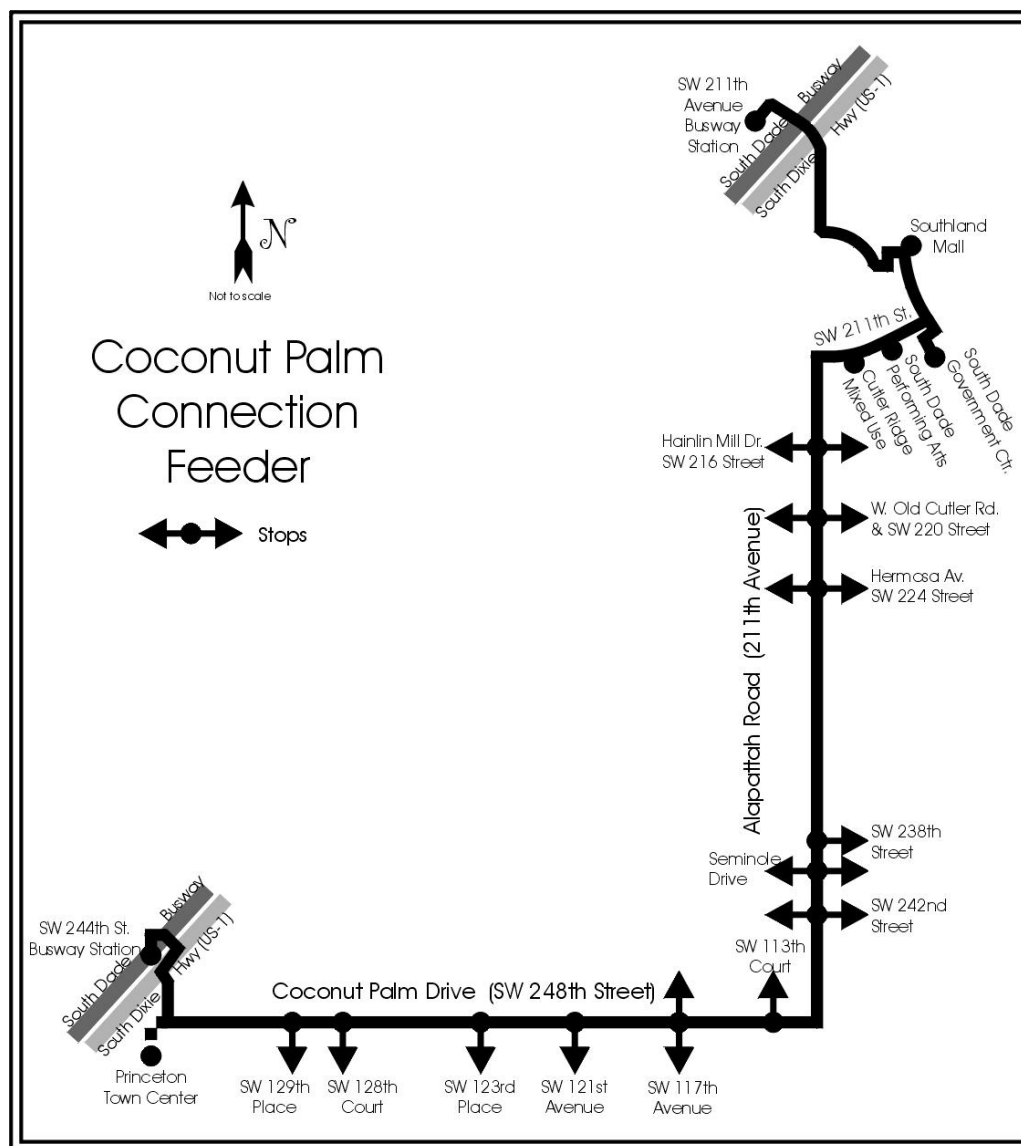 SW 211th
Avenue
Busway
Station
South Dade
Busway
South Dixie
Hwy (US-1)
N
Not to scale
Southland
Mall
Coconut Palm
Connection
Feeder
Stops
SW 211th St.
South Dade
Government Ctr.
South Dade
Performing Arts
Cutler Ridge
Mixed Use
Hainlin Mill Dr.
SW 216 Street
W. Old Cutler Rd.
& SW 220 Street
Hermosa Av.
SW 224 Street
Alapattah Road (211th Avenue)
SW 238th
Street
Seminole
Drive
SW 242nd
Street
SW 113th
Court
SW 244th St.
Busway Station
South Dade
Busway
South Dixie
Hwy (US-1)
Coconut Palm Drive (SW 248th Street)
Princeton
Town Center
SW 129th
Place
SW 128th
Court
SW 123rd
Place
SW 121st
Avenue
SW 117th
Avenue